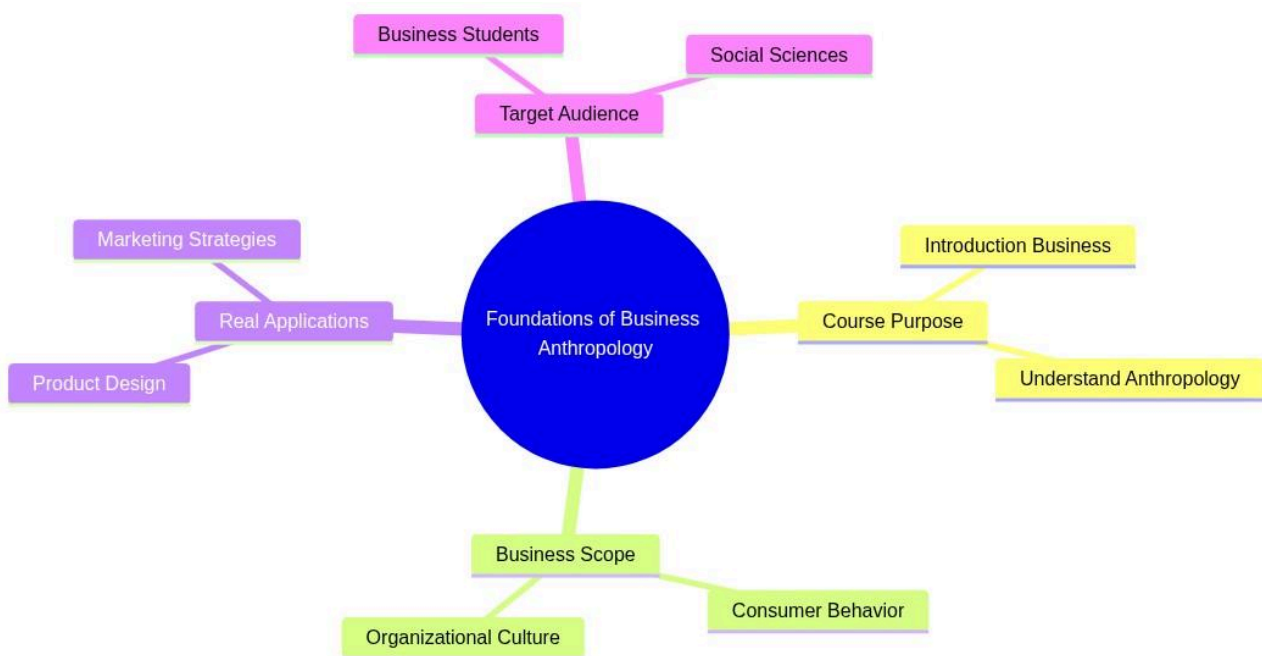 Business Students
Social Sciences
Target Audience
Marketing Strategies
Introduction Business
Real Applications
Foundations of Business
Anthropology
Course Purpose
Product Design
Understand Anthropology
Business Scope
Consumer Behavior
Organizational Culture